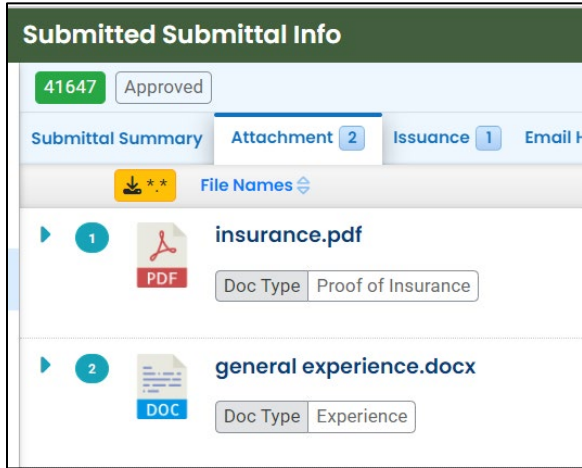 Submitted Submittal Info
41647 Approved
Submittal Summary Attachment 2 Issuance 1 Email H
*.* File Names
1 insurance.pdf
PDF
Doc Type Proof of Insurance
2 general experience.docx
DOC
Doc Type Experience